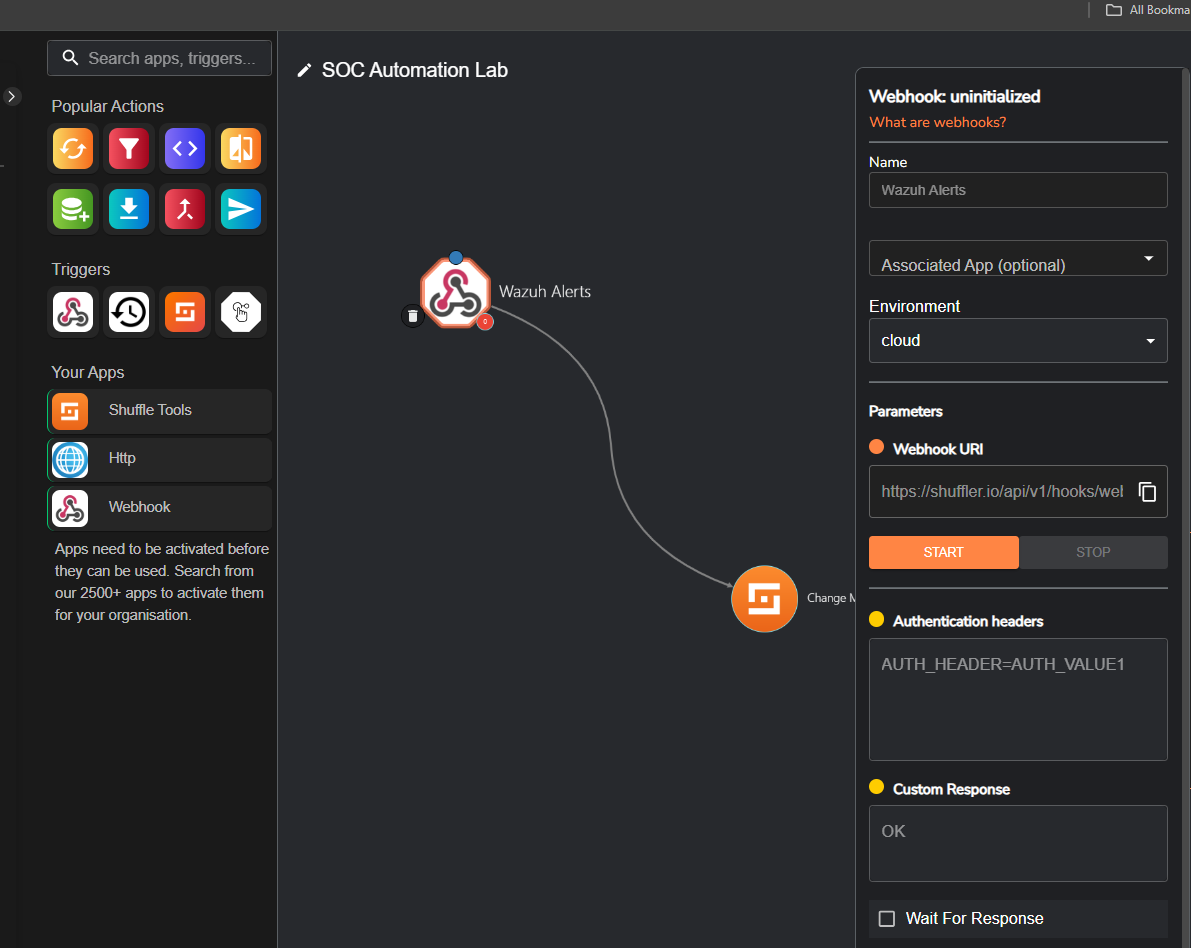 All Bookma
Search apps, triggers...
SOC Automation Lab
Popular Actions
Triggers
Your Apps
Shuffle Tools
Http
Webhook
Apps need to be activated before
they can be used. Search from
our 2500+ apps to activate them
for your organisation.
Wazuh Alerts
0
Change M
Webhook: uninitialized
What are webhooks?
Name
Wazuh Alerts
Associated App (optional)
Environment
cloud
Parameters
Webhook URI
https://shuffler.io/api/v1/hooks/wel
START STOP
Authentication headers
AUTH_HEADER=AUTH_VALUE1
Custom Response
OK
Wait For Response